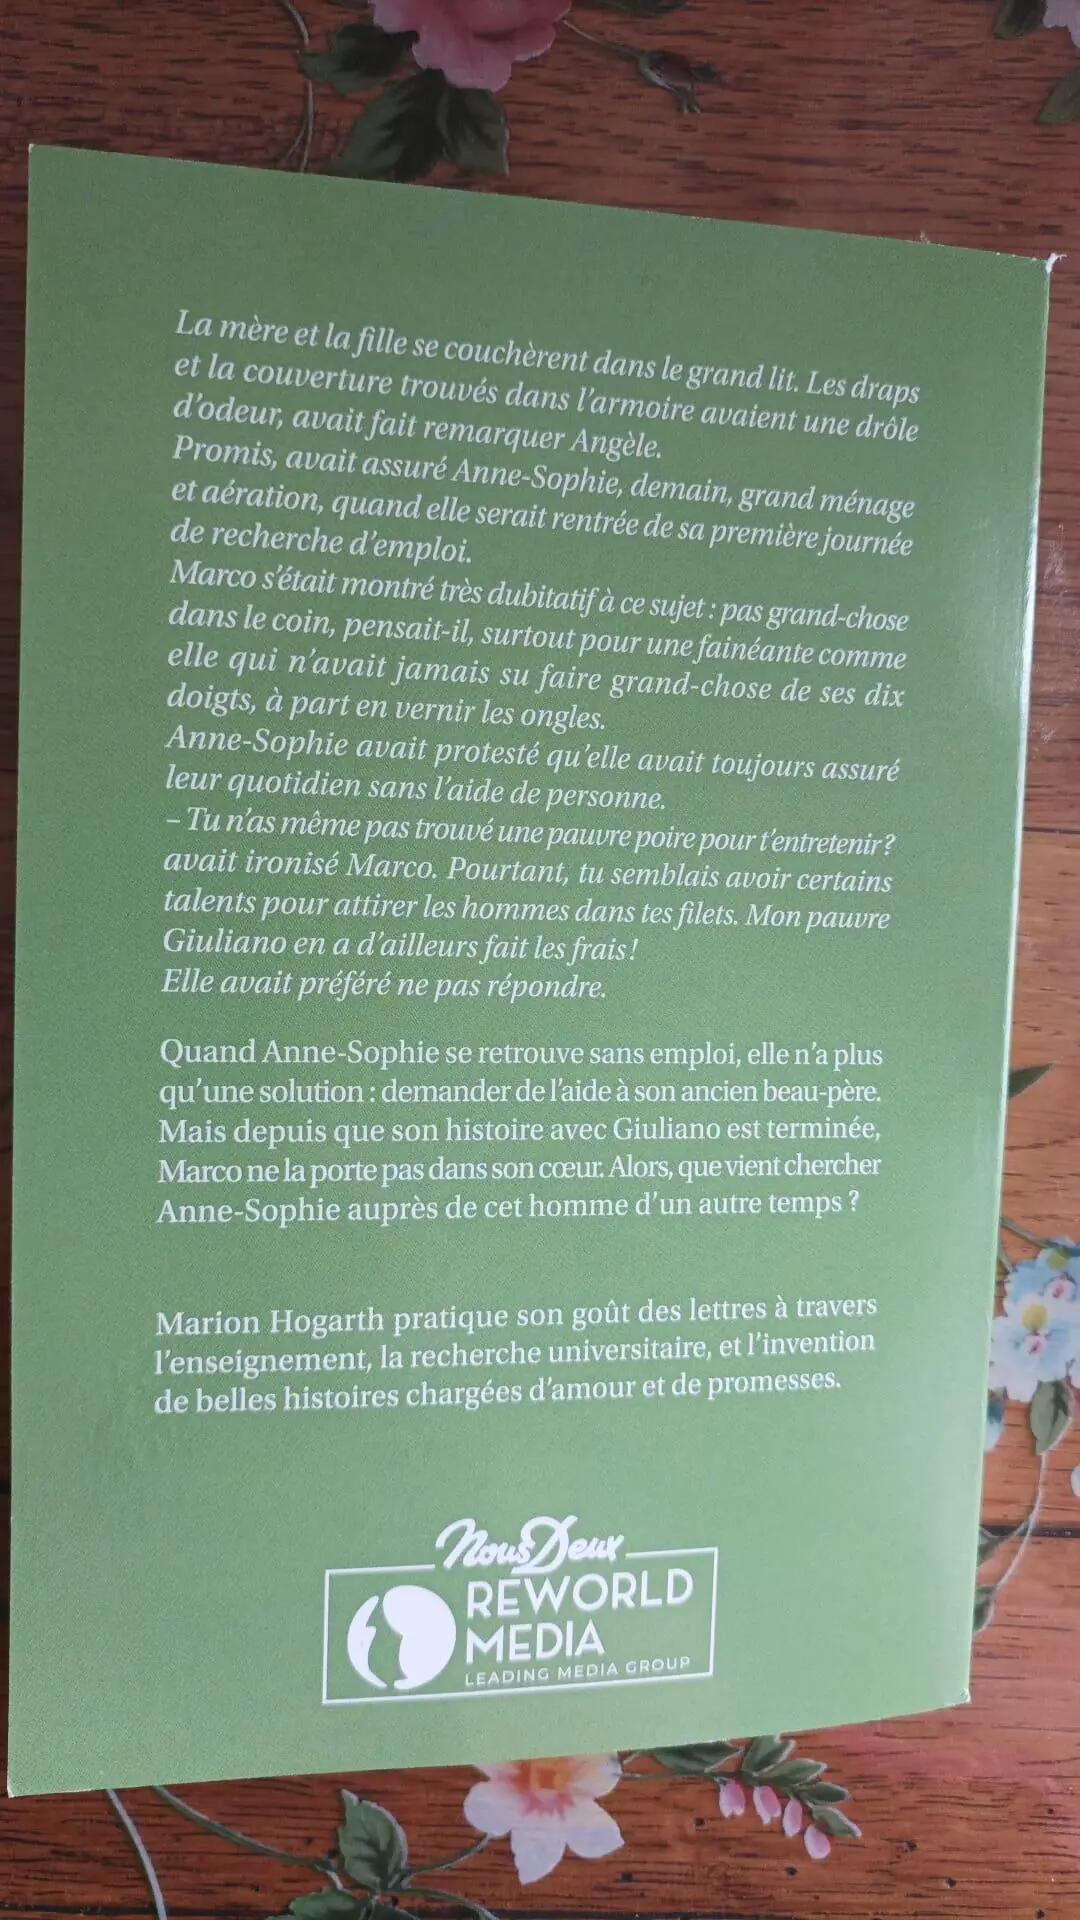 La mère et la fille se couchèrent dans le grand lit. Les draps
et la couverture trouvés dans l'armoire avaient une drôle
d'odeur, avait fait remarquer Angèle.
Promis, avait assuré Anne-Sophie, demain, grand ménage
et aération, quand elle serait rentrée de sa première journée
de recherche d'emploi.
Marco s'était montré très dubitatif à ce sujet : pas grand-chose
dans le coin, pensait-il, surtout pour une fainéante comme
elle qui n'avait jamais su faire grand-chose de ses dix
doigts, à part en vernir les ongles.
Anne-Sophie avait protesté qu'elle avait toujours assuré
leur quotidien sans l'aide de personne.
– Tu n'as même pas trouvé une pauvre poire pour t'entretenir ?
avait ironisé Marco. Pourtant, tu semblais avoir certains
talents pour attirer les hommes dans tes filets. Mon pauvre
Giuliano en a d'ailleurs fait les frais !
Elle avait préféré ne pas répondre.
Quand Anne-Sophie se retrouve sans emploi, elle n'a plus
qu'une solution : demander de l'aide à son ancien beau-père.
Mais depuis que son histoire avec Giuliano est terminée,
Marco ne la porte pas dans son cœur. Alors, que vient chercher
Anne-Sophie auprès de cet homme d'un autre temps ?
Marion Hogarth pratique son goût des lettres à travers
l'enseignement, la recherche universitaire, et l'invention
de belles histoires chargées d'amour et de promesses.
Nous Deux
REWORLD
MEDIA
LEADING MEDIA GROUP